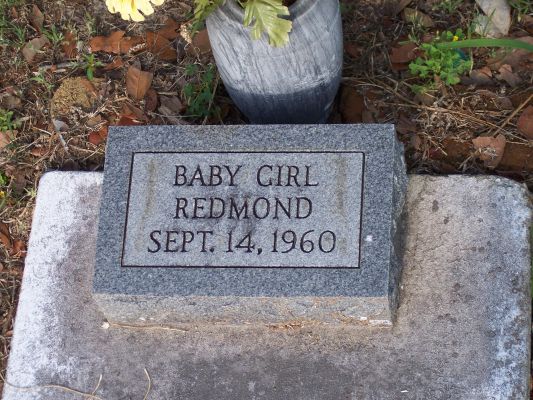 BABY GIRL
REDMOND
SEPT. 14, 1960